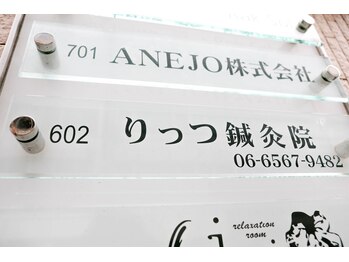 701 ANEJO株式会社
602 りっつ鍼灸院
06-6567-9482
relaxation
room